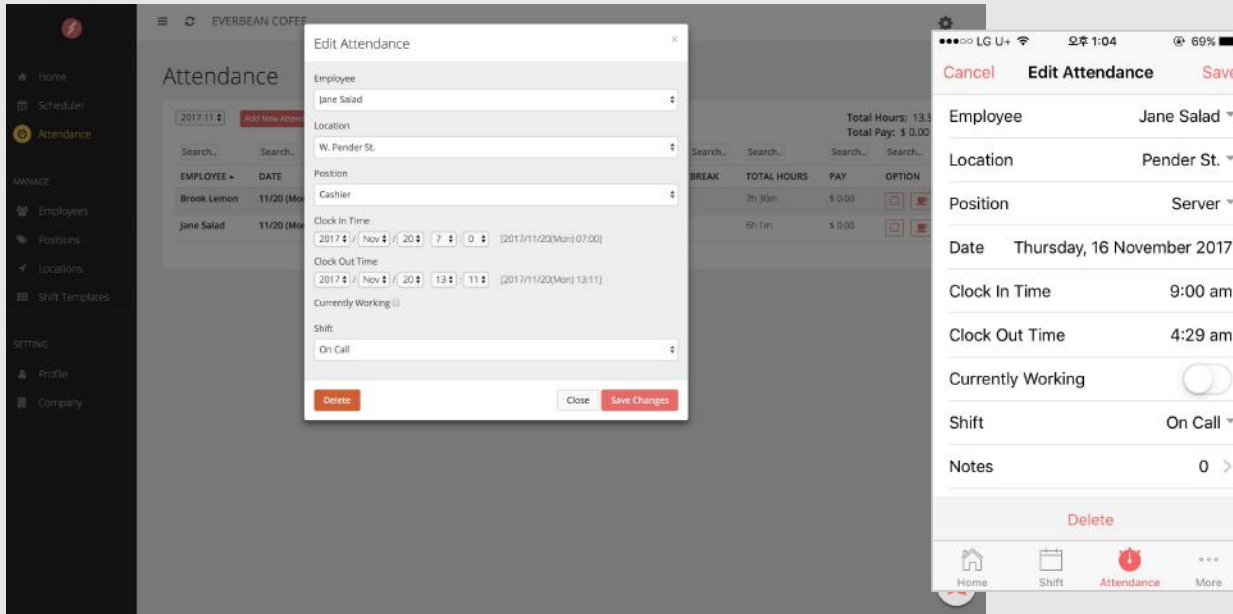 EVERBEAN COFEE
Home
Scheduler
Attendance
MANAGE
Employees
Positions
Locations
Shift Templates
SETTING
Profile
Company
Attendance
2017 11
Add New Attend
Total Hours: 13.5
Total Pay: $ 0.00
Search.. Search.. Search.. Search.. Search.. Search..
EMPLOYEE DATE BREAK TOTAL HOURS PAY OPTION
Brook Lemon 11/20 (Mo 7h 30m $ 0.00
Jane Salad 11/20 (Mo 6h 1m $ 0.00
Edit Attendance ×
Employee
Jane Salad
Location
W. Pender St.
Position
Cashier
Clock In Time
2017 / Nov / 20 7 : 0 [2017/11/20(Mon) 07:00]
Clock Out Time
2017 / Nov / 20 13 : 11 [2017/11/20(Mon) 13:11]
Currently Working
Shift
On Call
Delete Close Save Changes
LG U+ 오후 1:04 69%
Cancel Edit Attendance Save
Employee Jane Salad
Location Pender St.
Position Server
Date Thursday, 16 November 2017
Clock In Time 9:00 am
Clock Out Time 4:29 am
Currently Working
Shift On Call
Notes 0 >
Delete
Home Shift Attendance More